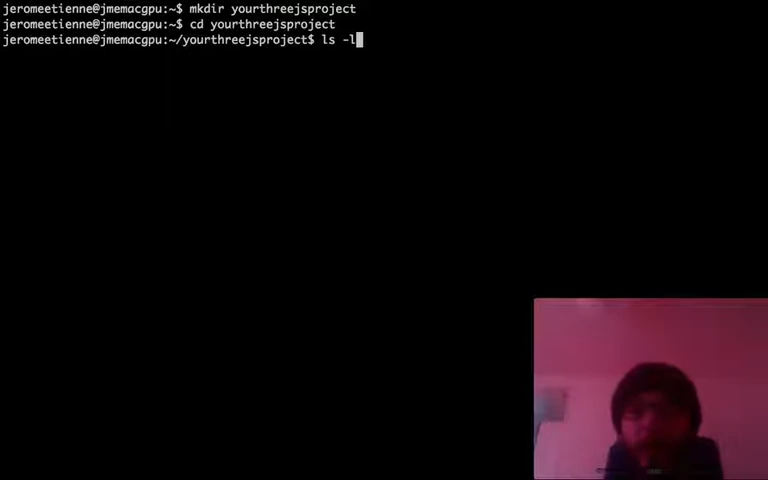 jeromeetienne@jmemacgpu:~$ mkdir yourthreejsproject
jeromeetienne@jmemacgpu:~$ cd yourthreejsproject
jeromeetienne@jmemacgpu:~/yourthreejsproject$ ls -l